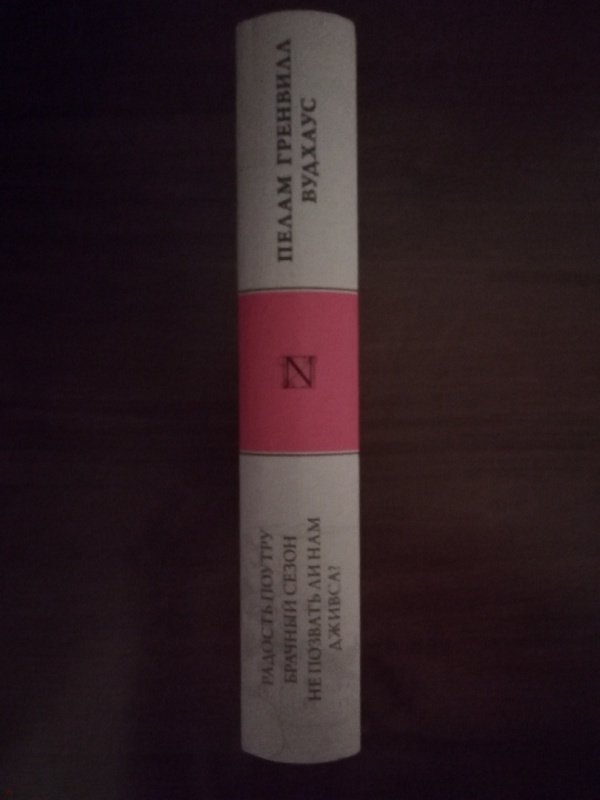 ПЕЛАМ ГРЕНВИЛЛ
ВУДХАУС
N
РАДОСТЬ ПОУТРУ
БРАЧНЫЙ СЕЗОН
НЕ ПОЗВАТЬ ЛИ НАМ
ДЖИВСА?